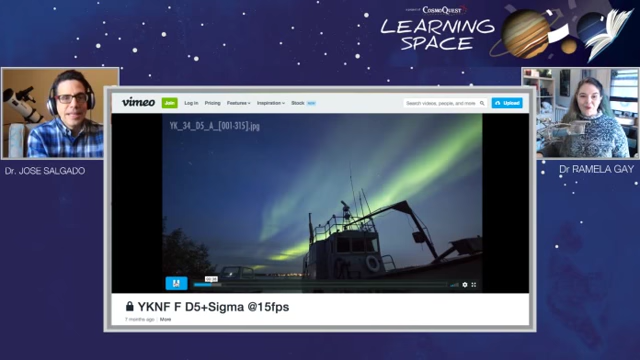 CosmoQuest
LEARNING
SPACE
Dr. JOSE SALGADO
Dr RAMELA GAY
vimeo Join Log in Pricing Features Inspiration Stock Search videos, people, and more Upload
YK_34_D5_A_[001-315].jpg
YKNF F D5+Sigma @15fps
7 months ago More